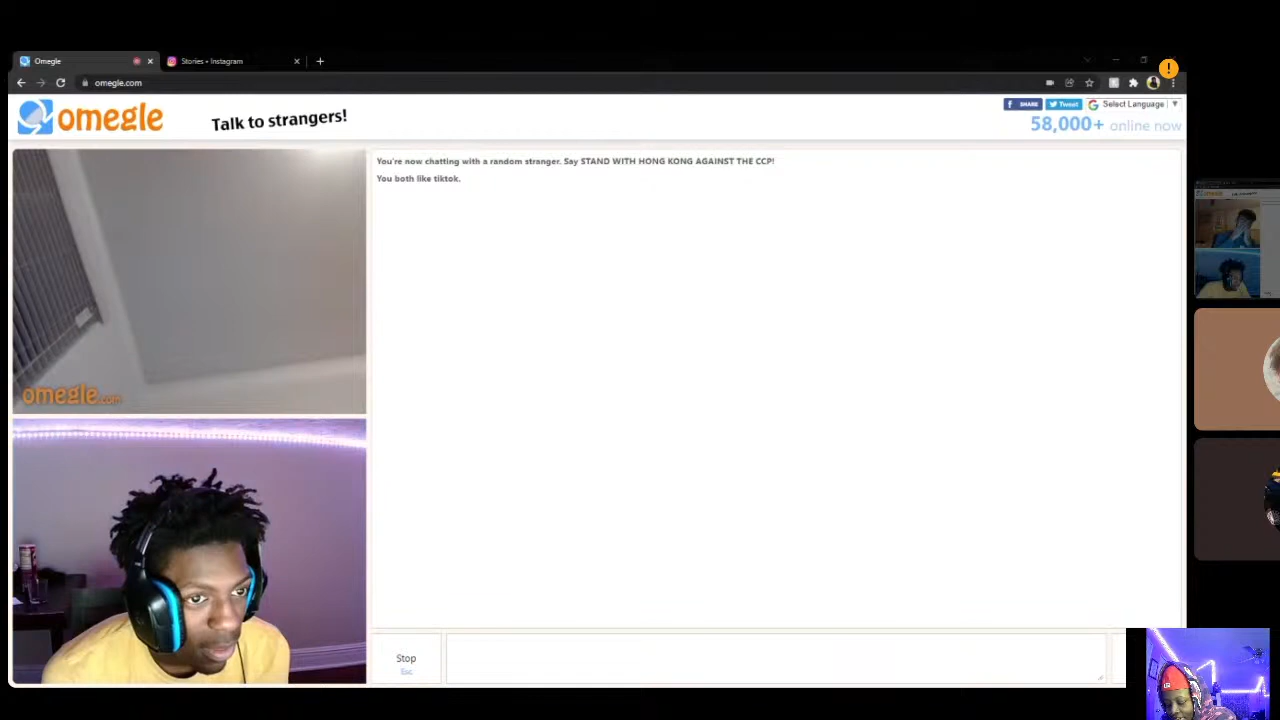 Omegle
Stories • Instagram
omegle.com
omegle
Talk to strangers!
SHARE
Tweet
Select Language
58,000+ online now
You're now chatting with a random stranger. Say STAND WITH HONG KONG AGAINST THE CCP!
You both like tiktok.
omegle.com
Stop
Esc